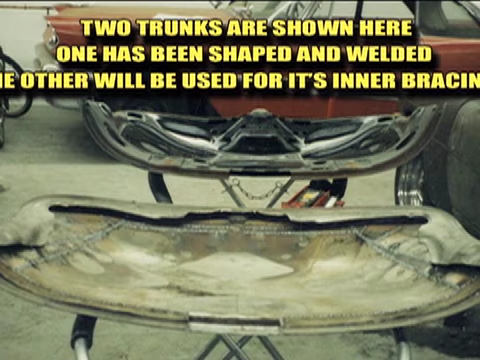 TWO TRUNKS ARE SHOWN HERE
ONE HAS BEEN SHAPED AND WELDED
HE OTHER WILL BE USED FOR IT'S INNER BRACIN